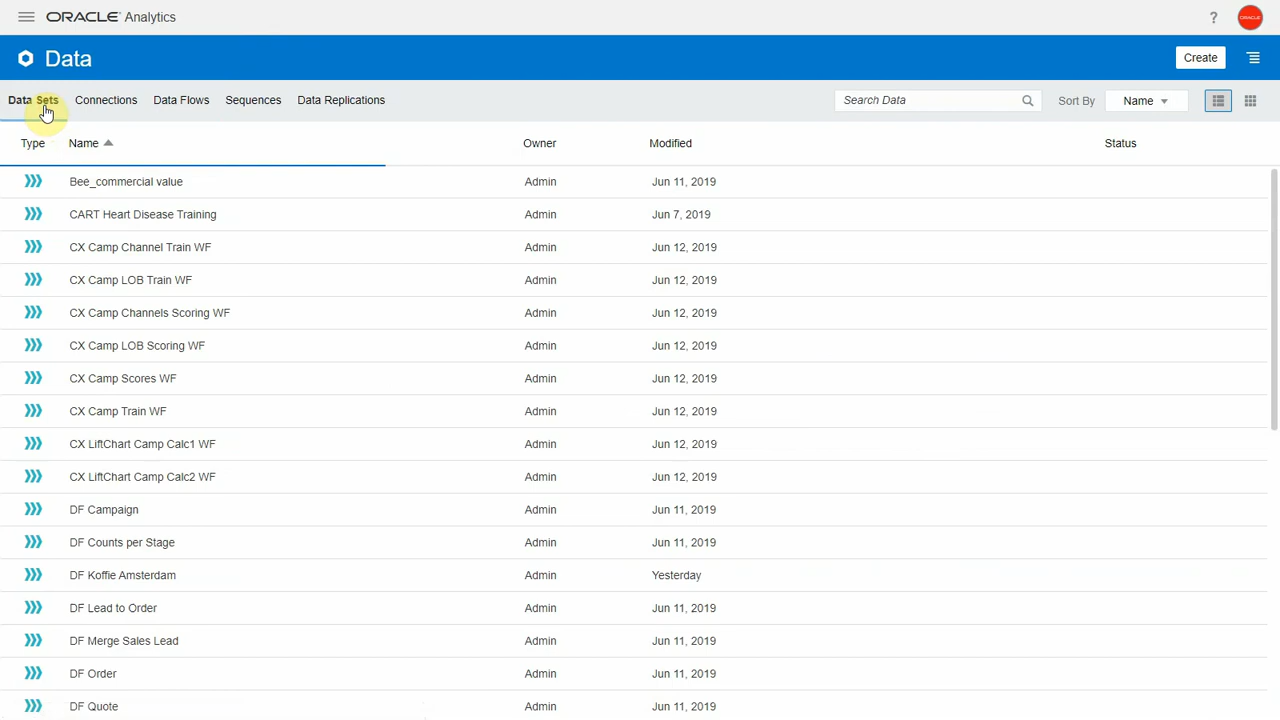 ORACLE Analytics
?
ORACLE
Data
Create
Data Sets Connections Data Flows Sequences Data Replications
Search Data
Sort By Name
Type Name Owner Modified Status
Bee_commercial value Admin Jun 11, 2019
CART Heart Disease Training Admin Jun 7, 2019
CX Camp Channel Train WF Admin Jun 12, 2019
CX Camp LOB Train WF Admin Jun 12, 2019
CX Camp Channels Scoring WF Admin Jun 12, 2019
CX Camp LOB Scoring WF Admin Jun 12, 2019
CX Camp Scores WF Admin Jun 12, 2019
CX Camp Train WF Admin Jun 12, 2019
CX LiftChart Camp Calc1 WF Admin Jun 12, 2019
CX LiftChart Camp Calc2 WF Admin Jun 12, 2019
DF Campaign Admin Jun 11, 2019
DF Counts per Stage Admin Jun 11, 2019
DF Koffie Amsterdam Admin Yesterday
DF Lead to Order Admin Jun 11, 2019
DF Merge Sales Lead Admin Jun 11, 2019
DF Order Admin Jun 11, 2019
DF Quote Admin Jun 11, 2019